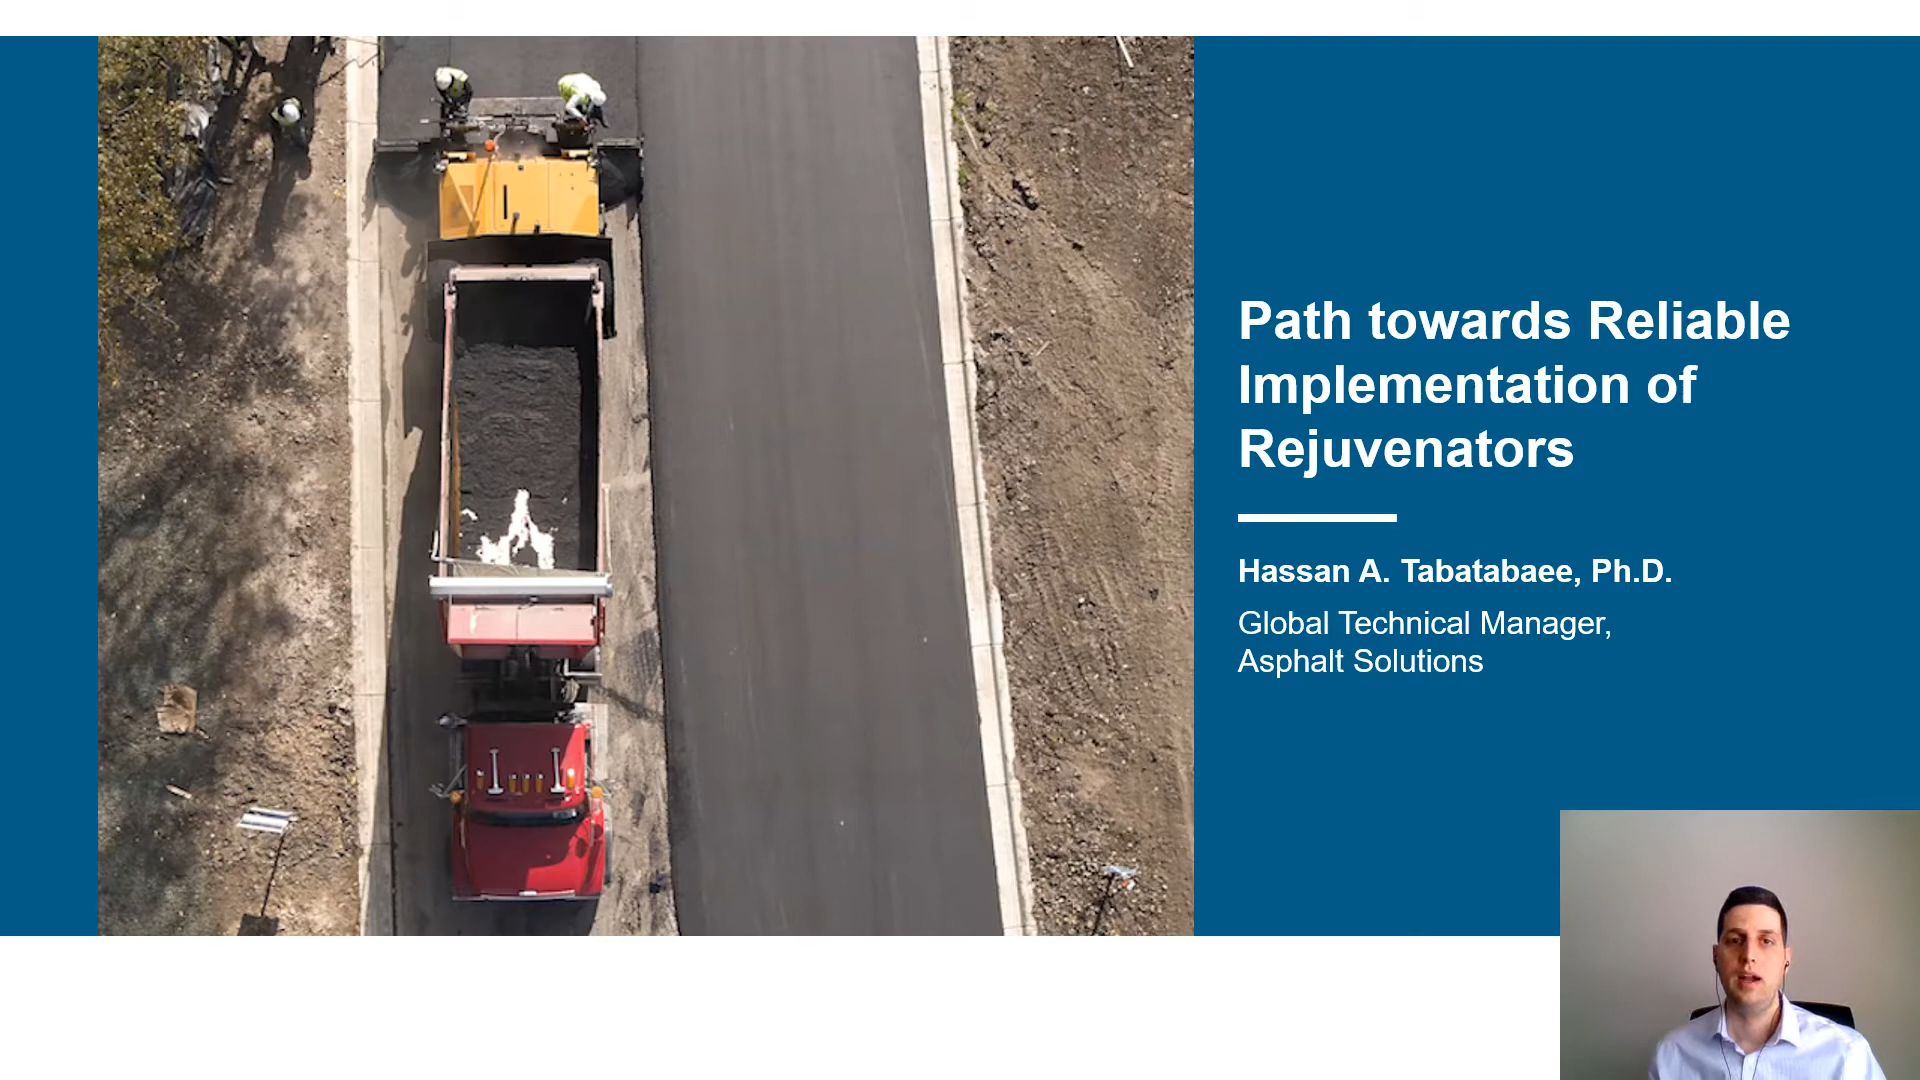 Path towards Reliable
Implementation of
Rejuvenators
Hassan A. Tabatabaee, Ph.D.
Global Technical Manager,
Asphalt Solutions